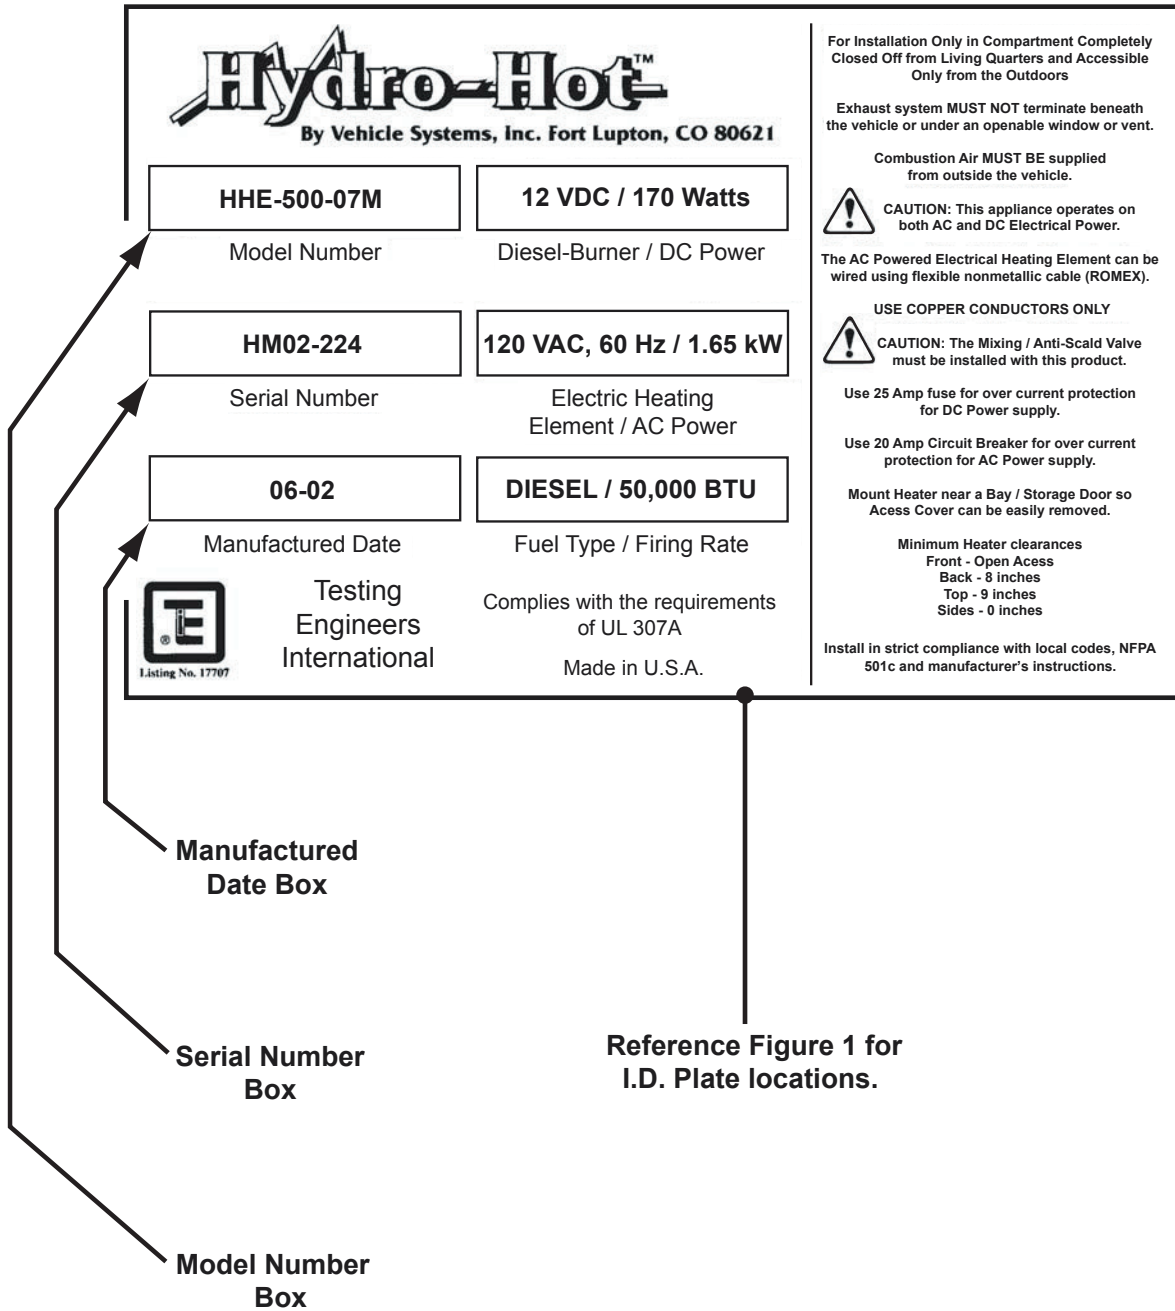 Hydro-Hot™
By Vehicle Systems, Inc. Fort Lupton, CO 80621
HHE-500-07M
Model Number
12 VDC / 170 Watts
Diesel-Burner / DC Power
HM02-224
Serial Number
120 VAC, 60 Hz / 1.65 kW
Electric Heating
Element / AC Power
06-02
Manufactured Date
DIESEL / 50,000 BTU
Fuel Type / Firing Rate
TiE
®
Listing No. 17707
Testing
Engineers
International
Complies with the requirements
of UL 307A
Made in U.S.A.
For Installation Only in Compartment Completely
Closed Off from Living Quarters and Accessible
Only from the Outdoors
Exhaust system MUST NOT terminate beneath
the vehicle or under an openable window or vent.
Combustion Air MUST BE supplied
from outside the vehicle.
CAUTION: This appliance operates on
both AC and DC Electrical Power.
The AC Powered Electrical Heating Element can be
wired using flexible nonmetallic cable (ROMEX).
USE COPPER CONDUCTORS ONLY
CAUTION: The Mixing / Anti-Scald Valve
must be installed with this product.
Use 25 Amp fuse for over current protection
for DC Power supply.
Use 20 Amp Circuit Breaker for over current
protection for AC Power supply.
Mount Heater near a Bay / Storage Door so
Acess Cover can be easily removed.
Minimum Heater clearances
Front - Open Acess
Back - 8 inches
Top - 9 inches
Sides - 0 inches
Install in strict compliance with local codes, NFPA
501c and manufacturer's instructions.
Manufactured
Date Box
Serial Number
Box
Reference Figure 1 for
I.D. Plate locations.
Model Number
Box